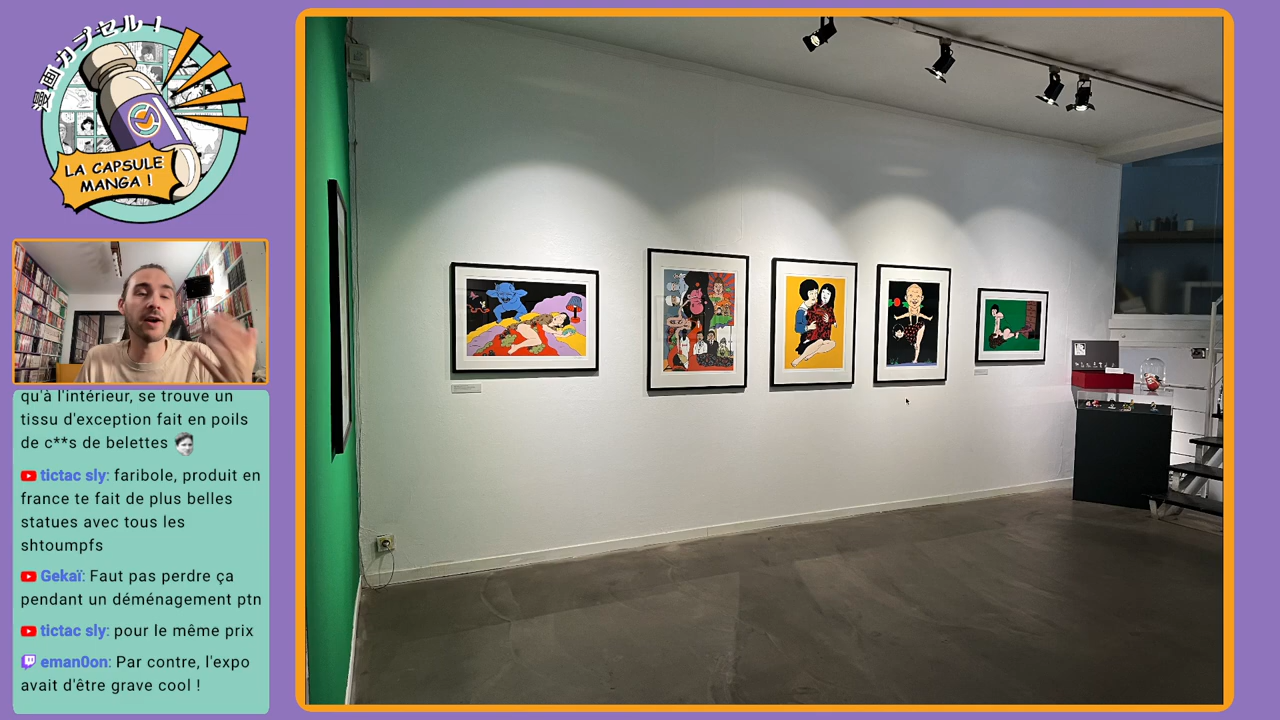 漫画カプセル！
LA CAPSULE
MANGA !
qu'à l'intérieur, se trouve un
tissu d'exception fait en poils
de c**s de belettes
tictac sly: faribole, produit en
france te fait de plus belles
statues avec tous les
shtoumpfs
Gekaï: Faut pas perdre ça
pendant un déménagement ptn
tictac sly: pour le même prix
eman0on: Par contre, l'expo
avait d'être grave cool !